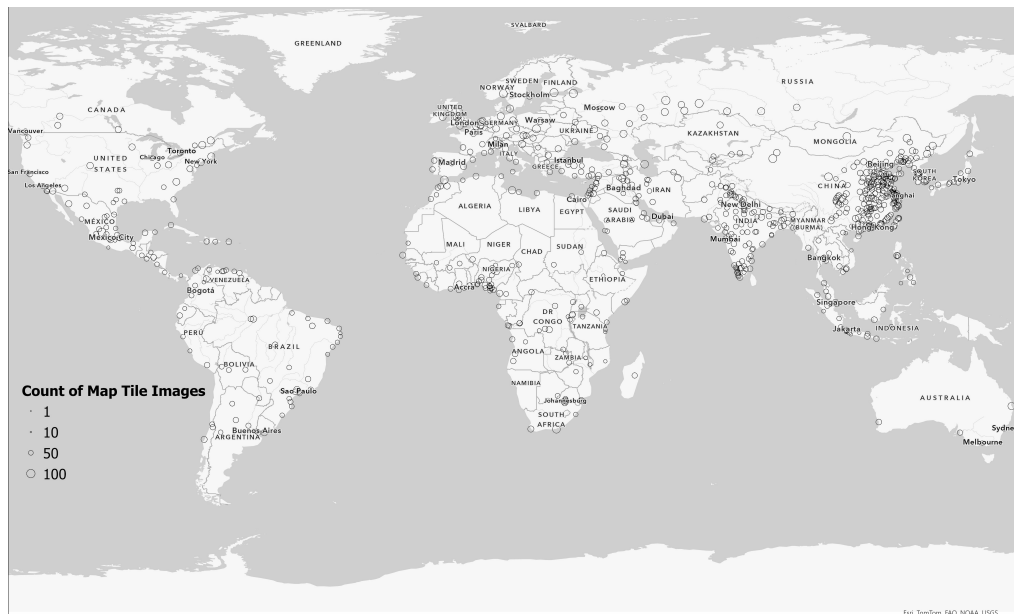 SVALBARD
GREENLAND
SWEDEN
FINLAND
NORWAY
Stockholm
RUSSIA
CANADA
UNITED
KINGDOM
Moscow
London
GERMANY
Warsaw
Vancouver
Paris
UKRAINE
KAZAKHSTAN
MONGOLIA
Toronto
Milan
Chicago
New York
UNITED
STATES
ITALY
Madrid
GREECE
Istanbul
Beijing
SOUTH
KOREA
Tokyo
San Francisco
Los Angeles
Baghdad
IRAN
CHINA
Shanghai
Cairo
ALGERIA
LIBYA
EGYPT
SAUDI
ARABIA
Dubai
New Delhi
INDIA
MYANMAR
(BURMA)
Hong Kong
MÉXICO
Mexico City
Mumbai
MALI
NIGER
CHAD
SUDAN
Bangkok
NIGERIA
VENEZUELA
ETHIOPIA
Bogotá
Accra
Singapore
DR
CONGO
TANZANIA
Jakarta
INDONESIA
PERÚ
BRAZIL
ANGOLA
ZAMBIA
BOLIVIA
NAMIBIA
Sao Paulo
Johannesburg
AUSTRALIA
SOUTH
AFRICA
Buenos Aires
ARGENTINA
Sydne
Melbourne
Count of Map Tile Images
1
10
50
100
Esri, TomTom, FAO, NOAA, USGS